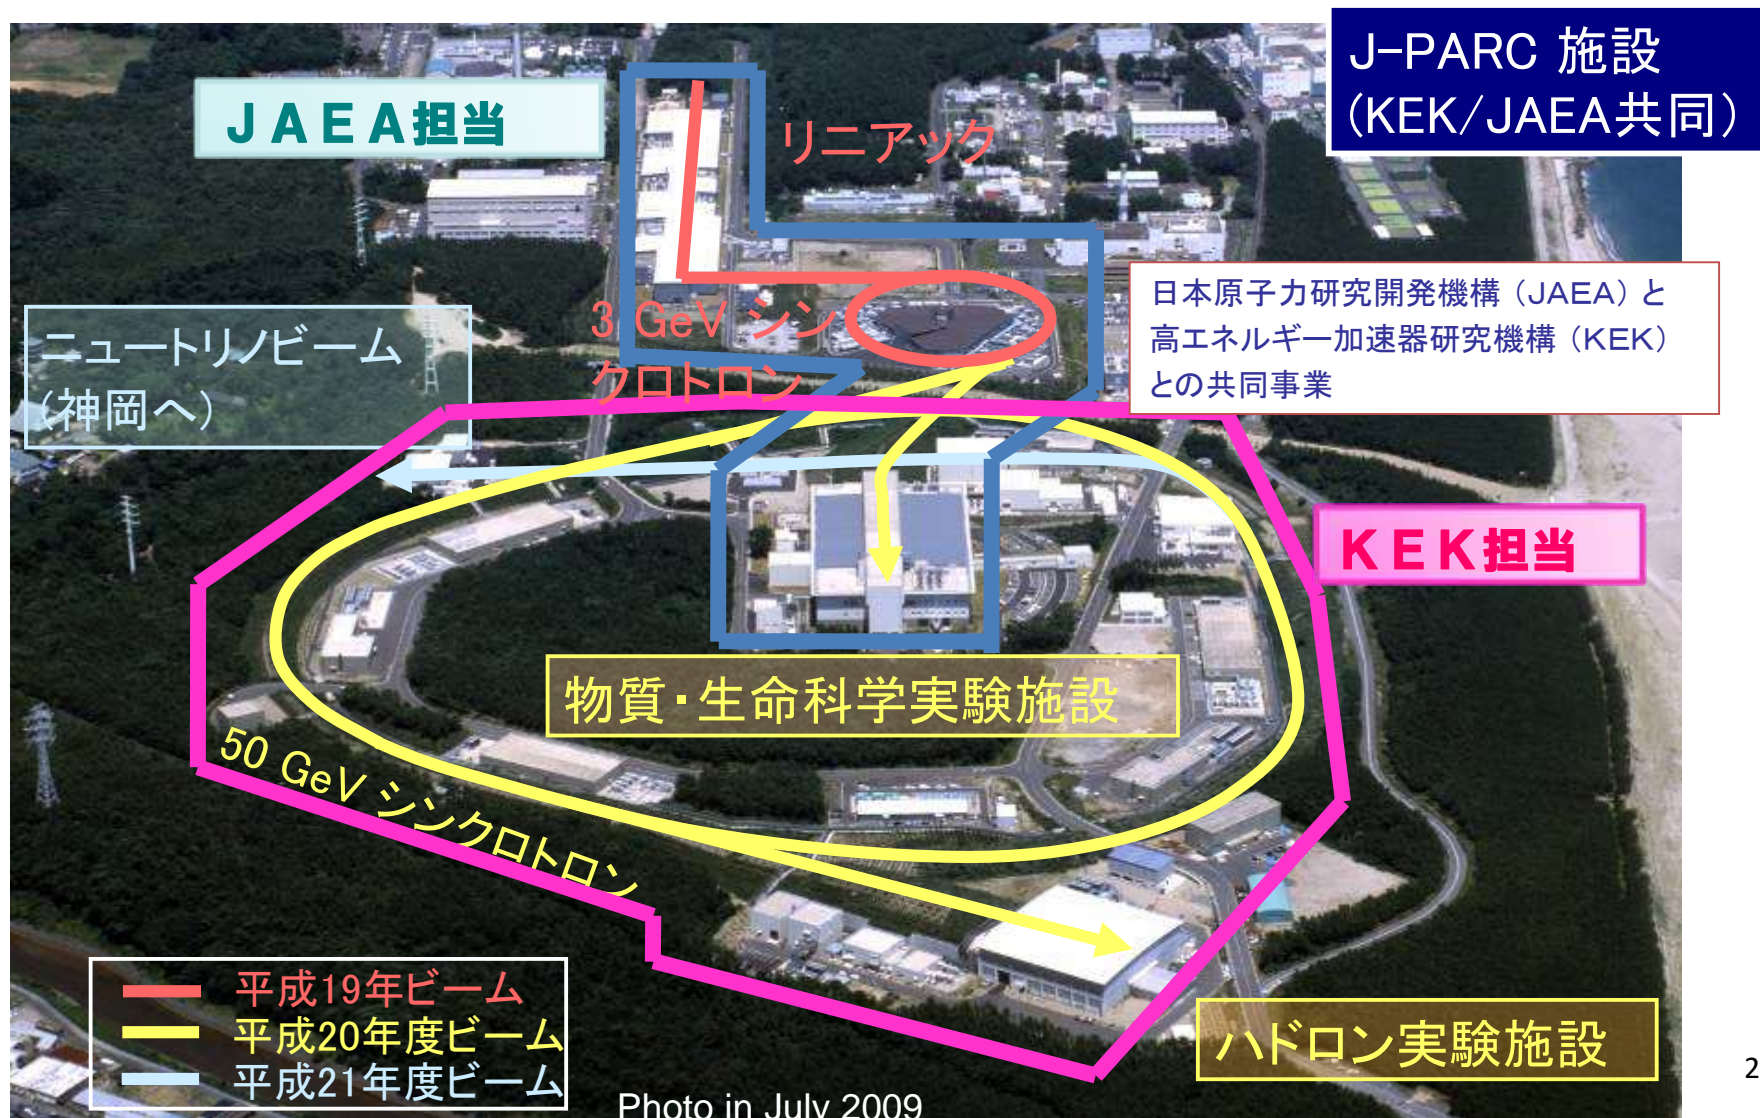 J-PARC 施設
(KEK/JAEA共同)
JAEA担当
リニアック
日本原子力研究開発機構（JAEA）と
高エネルギー加速器研究機構（KEK）
との共同事業
3 GeV シン
クロトロン
ニュートリノビーム
(神岡へ)
KEK担当
物質・生命科学実験施設
50 GeV シンクロトロン
平成19年ビーム
平成20年度ビーム
平成21年度ビーム
ハドロン実験施設
Photo in July 2009
2